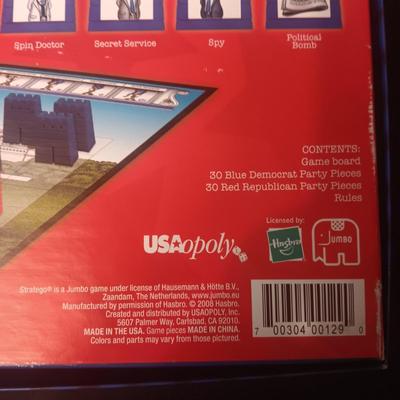 Spin Doctor
Secret Service
Spy
Political
Bomb
STRATEGO
CONTENTS:
Game board
30 Blue Democrat Party Pieces
30 Red Republican Party Pieces
Rules
Licensed by:
USAopoly
Hasbro
JUMBO
Stratego® is a Jumbo game under license of Hausemann & Hötte BV.,
Zaandam, The Netherlands, www.jumbo.eu
Manufactured by permission of Hasbro. © 2008 Hasbro.
Created and distributed by USAOPOLY, Inc.
5607 Palmer Way, Carlsbad, CA 92010.
MADE IN THE USA. Game pieces MADE IN CHINA.
Colors and parts may vary from those pictured.
7 00304 00129 0